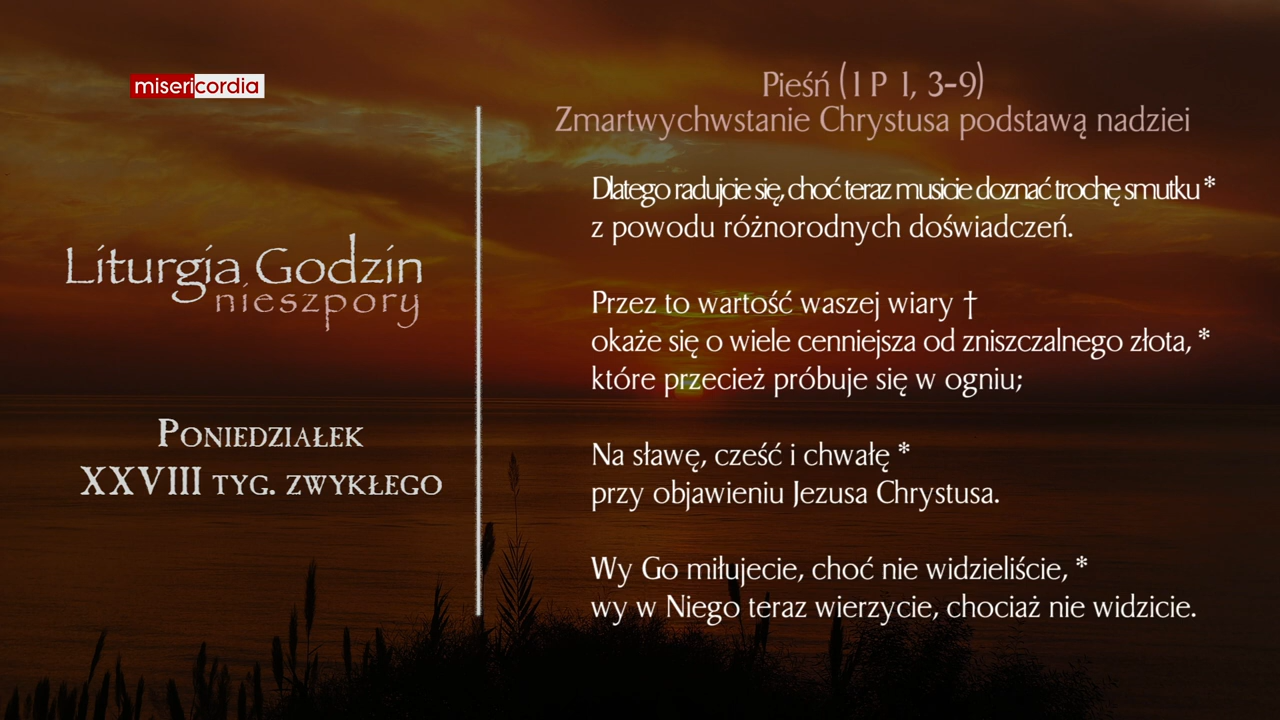 misericordia
Liturgia Godzin
nieszpory
Poniedziałek
XXVIII tyg. zwykłego
Pieśń (1 P 1, 3-9)
Zmartwychwstanie Chrystusa podstawą nadziei
Dlatego radujcie się, choć teraz musicie doznać trochę smutku *
z powodu różnorodnych doświadczeń.
Przez to wartość waszej wiary †
okaże się o wiele cenniejsza od zniszczalnego złota, *
które przecież próbuje się w ogniu;
Na sławę, cześć i chwałę *
przy objawieniu Jezusa Chrystusa.
Wy Go miłujecie, choć nie widzieliście, *
wy w Niego teraz wierzycie, chociaż nie widzicie.